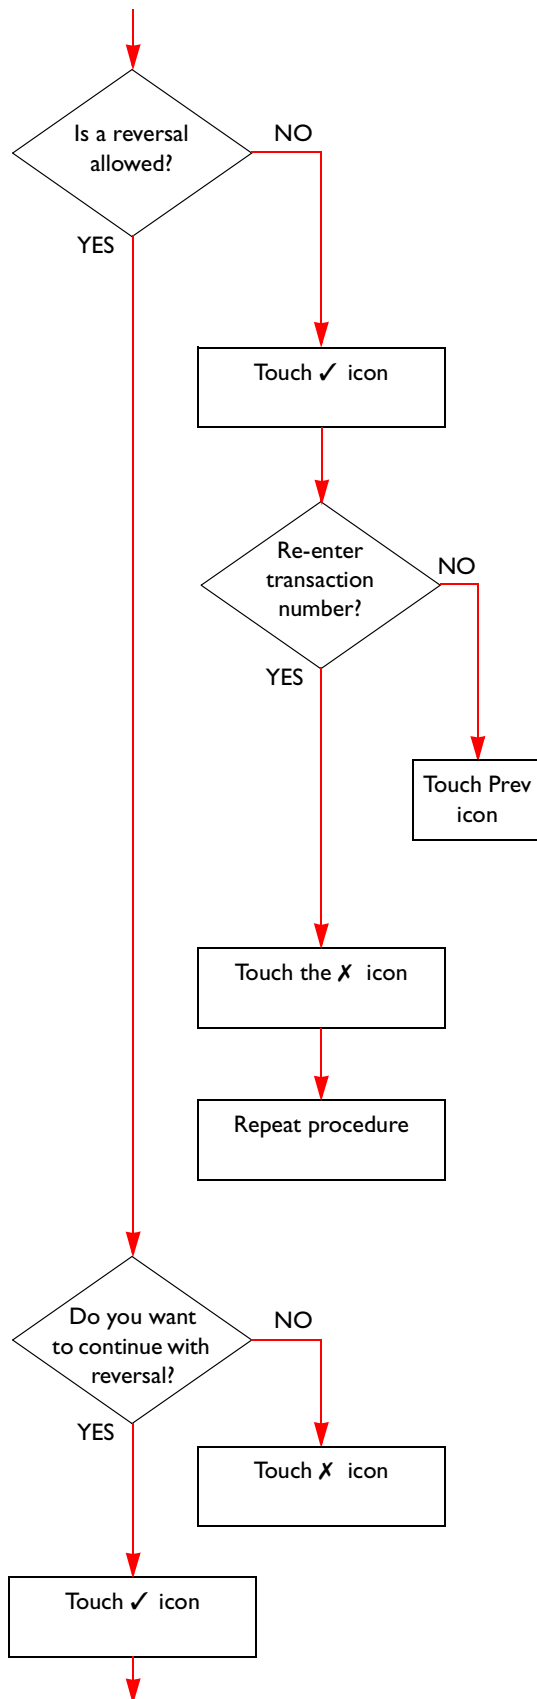 Is a reversal
allowed?
NO
YES
Touch ✓ icon
Re-enter
transaction
number?
NO
YES
Touch Prev
icon
Touch the ✗ icon
Repeat procedure
Do you want
to continue with
reversal?
NO
YES
Touch ✗ icon
Touch ✓ icon